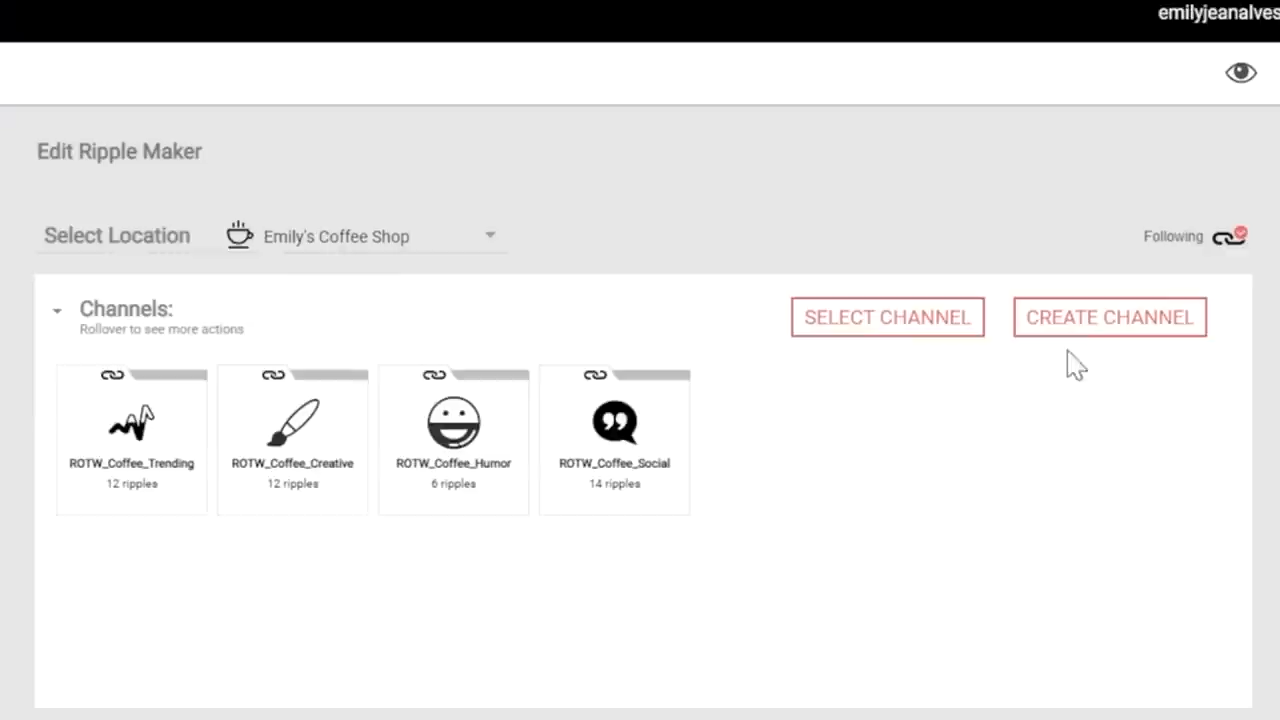 emilyjeanalves
Edit Ripple Maker
Select Location Emily's Coffee Shop Following
Channels: SELECT CHANNEL CREATE CHANNEL
Rollover to see more actions
ROTW_Coffee_Trending ROTW_Coffee_Creative ROTW_Coffee_Humor ROTW_Coffee_Social
12 ripples 12 ripples 6 ripples 14 ripples